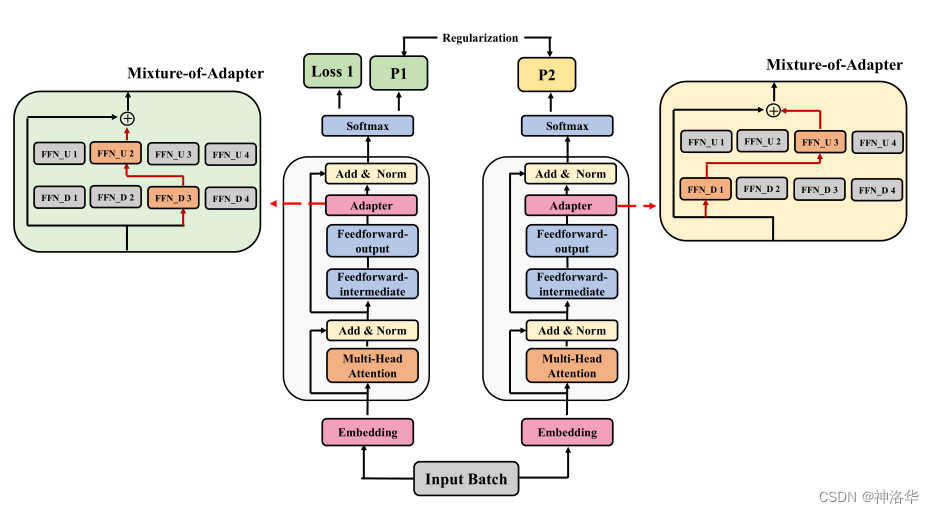 Regularization
Mixture-of-Adapter
FFN_U 1
FFN_U 2
FFN_U 3
FFN_U 4
FFN_D 1
FFN_D 2
FFN_D 3
FFN_D 4
Loss 1
P1
Softmax
Add & Norm
Adapter
Feedforward-
output
Feedforward-
intermediate
Add & Norm
Multi-Head
Attention
Embedding
P2
Softmax
Add & Norm
Adapter
Feedforward-
output
Feedforward-
intermediate
Add & Norm
Multi-Head
Attention
Embedding
Mixture-of-Adapter
FFN_U 1
FFN_U 2
FFN_U 3
FFN_U 4
FFN_D 1
FFN_D 2
FFN_D 3
FFN_D 4
Input Batch
CSDN @神洛华